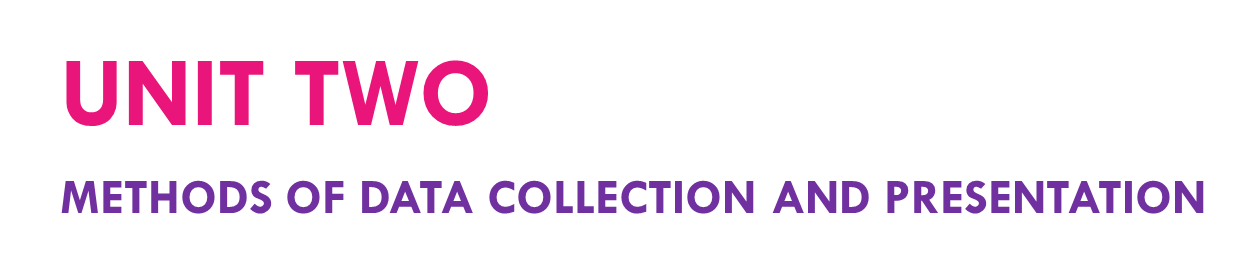 UNIT TWO
METHODS OF DATA COLLECTION AND PRESENTATION